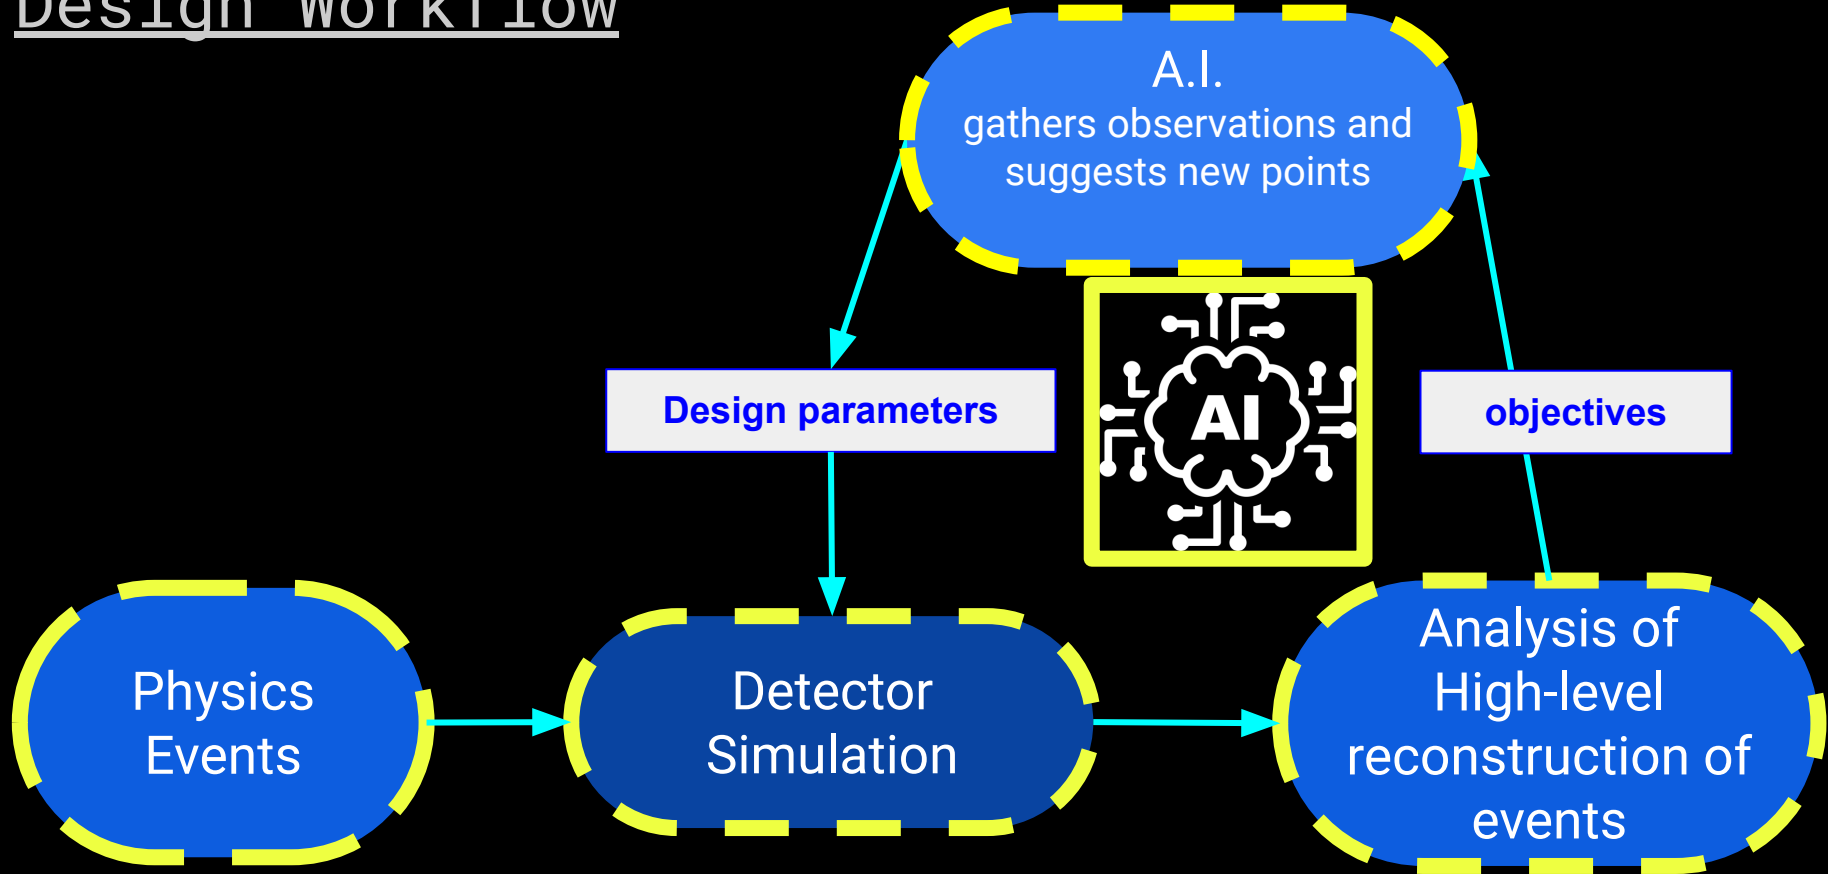 Design Workflow
A.I.
gathers observations and
suggests new points
Design parameters
AI
objectives
Physics
Events
Detector
Simulation
Analysis of
High-level
reconstruction of
events